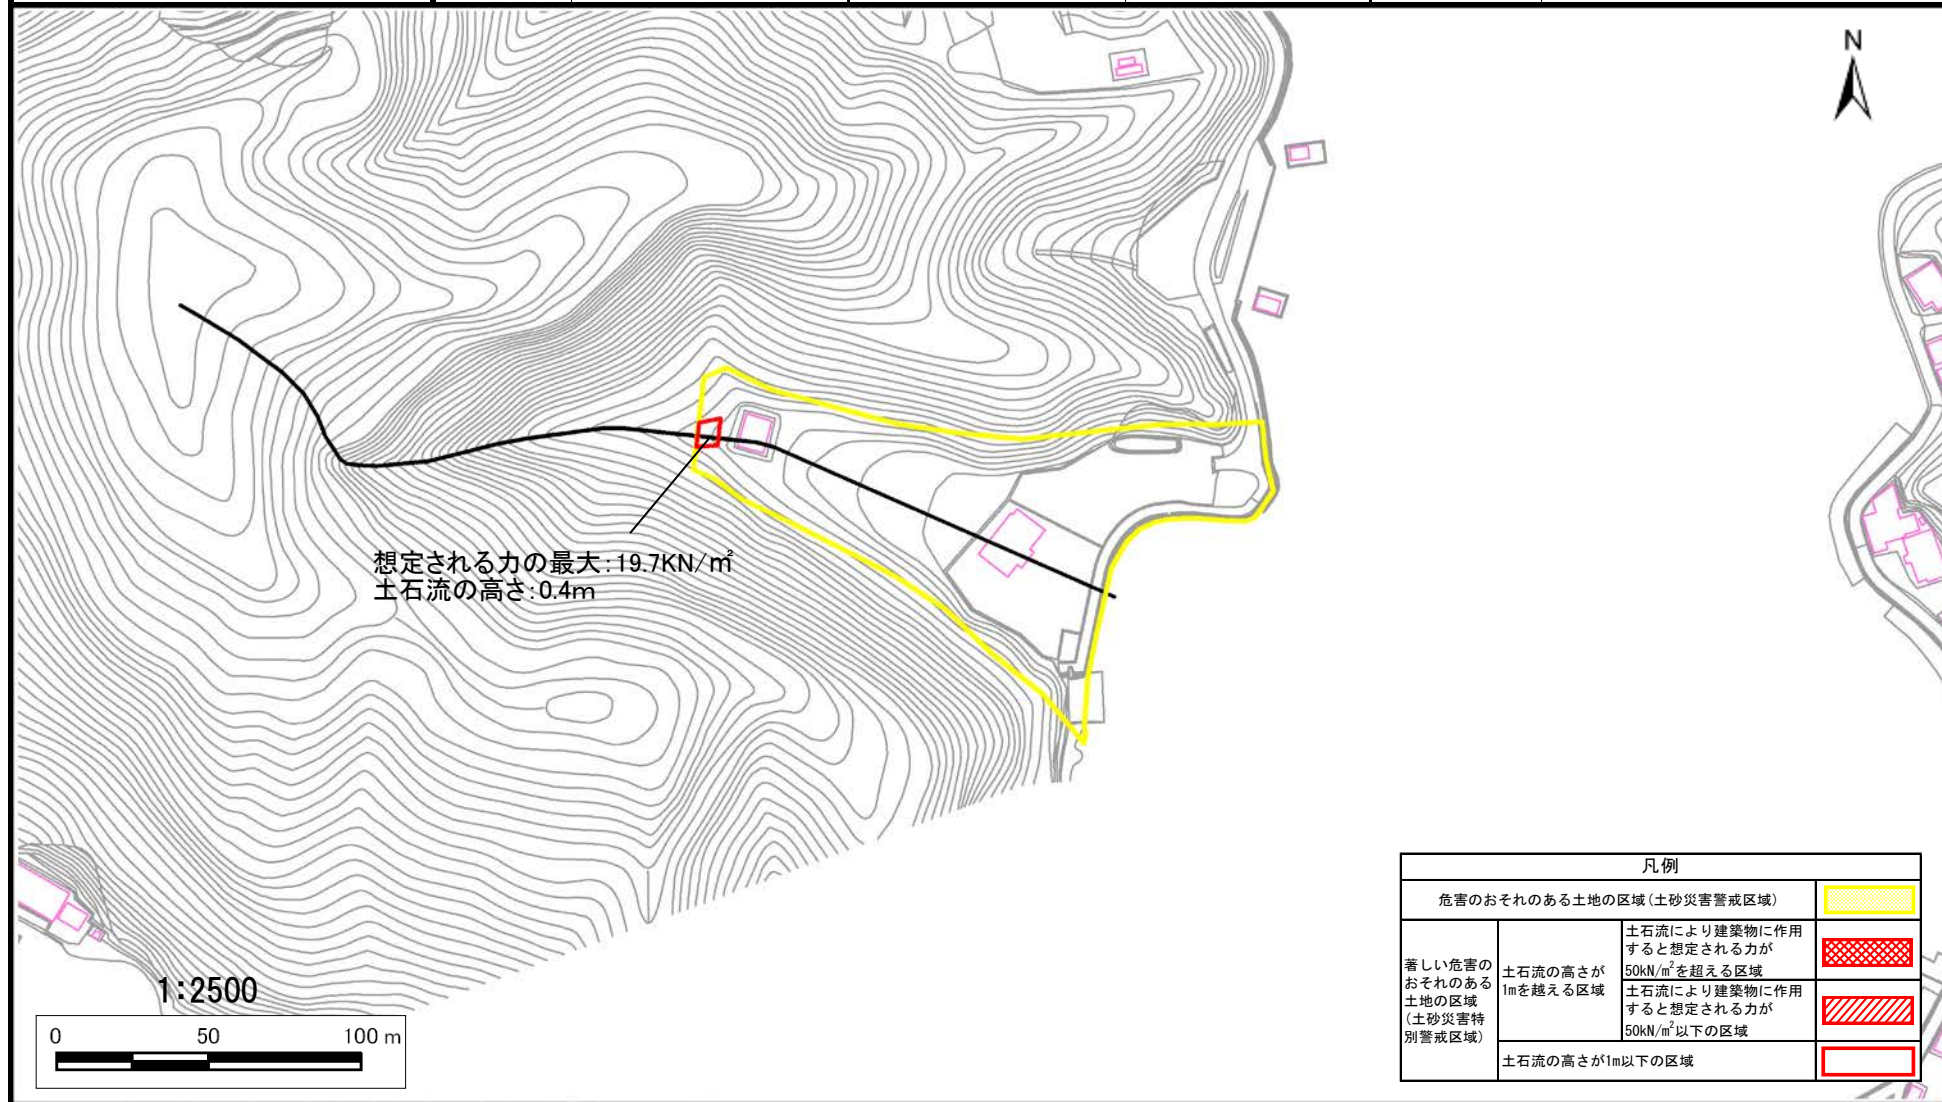 N
想定される力の最大:19.7KN/㎡
土石流の高さ:0.4m
1:2500
0 50 100 m
凡例
危害のおそれのある土地の区域(土砂災害警戒区域)
著しい危害の
おそれのある
土地の区域
(土砂災害特
別警戒区域)
土石流の高さが
1mを越える区域
土石流により建築物に作用
すると想定される力が
50kN/m²を超える区域
土石流により建築物に作用
すると想定される力が
50kN/m²以下の区域
土石流の高さが1m以下の区域